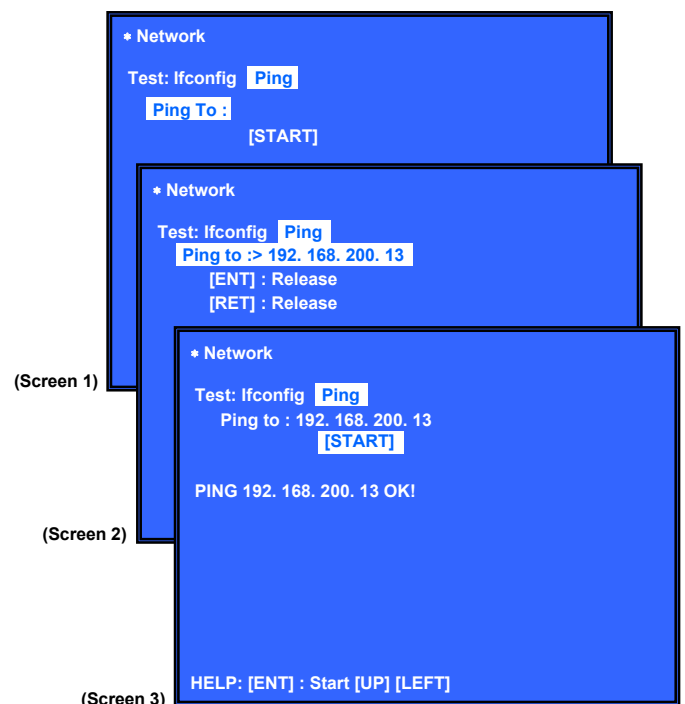 * Network
Test: Ifconfig Ping
Ping To :
[START]
(Screen 1)
* Network
Test: Ifconfig Ping
Ping to :> 192. 168. 200. 13
[ENT] : Release
[RET] : Release
(Screen 2)
* Network
Test: Ifconfig Ping
Ping to : 192. 168. 200. 13
[START]
PING 192. 168. 200. 13 OK!
HELP: [ENT] : Start [UP] [LEFT]
(Screen 3)